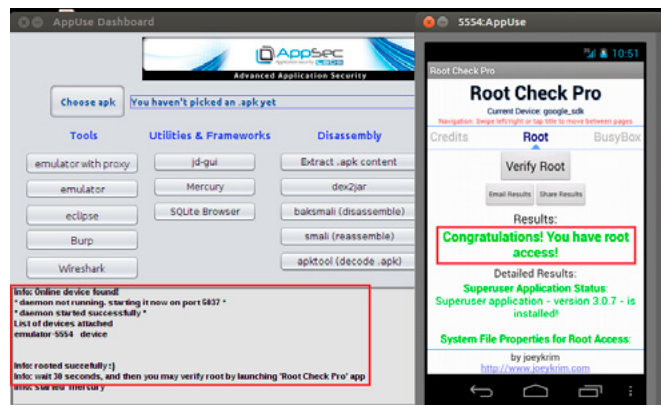 AppUse Dashboard
AppSec
LABS
Advanced Application Security
Choose apk
You haven't picked an .apk yet
Tools
Utilities & Frameworks
Disassembly
emulator with proxy
jd-gui
Extract .apk content
emulator
Mercury
dex2jar
eclipse
SQLite Browser
baksmali (disassemble)
Burp
smali (reassemble)
Wireshark
apktool (decode .apk)
Info: Online device found!
* daemon not running. starting it now on port 5037 *
* daemon started successfully *
List of devices attached
emulator-5554 device
Info: rooted succefully :)
Info: wait 30 seconds, and then you may verify root by launching 'Root Check Pro' app
Info: started mercury
5554:AppUse
10:51
Root Check Pro
Root Check Pro
Current Device: google_sdk
Navigation: Swipe left/right or tap title to move between pages
Credits
Root
BusyBox
Verify Root
Email Results
Share Results
Results:
Congratulations! You have root
access!
Detailed Results:
Superuser Application Status:
Superuser application - version 3.0.7 - is
installed!
System File Properties for Root Access:
by joeykrim
http://www.joeykrim.com